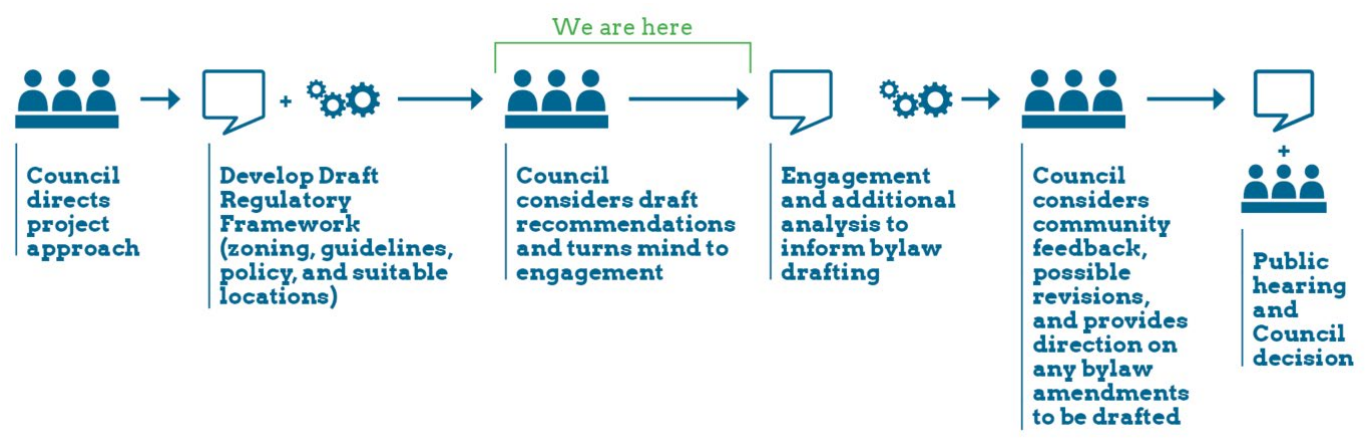 We are here
Council
directs
project
approach
+
Develop Draft
Regulatory
Framework
(zoning, guidelines,
policy, and suitable
locations)
Council
considers draft
recommendations
and turns mind to
engagement
Engagement
and additional
analysis to
inform bylaw
drafting
Council
considers
community
feedback,
possible
revisions,
and provides
direction on
any bylaw
amendments
to be drafted
+
Public
hearing
and
Council
decision